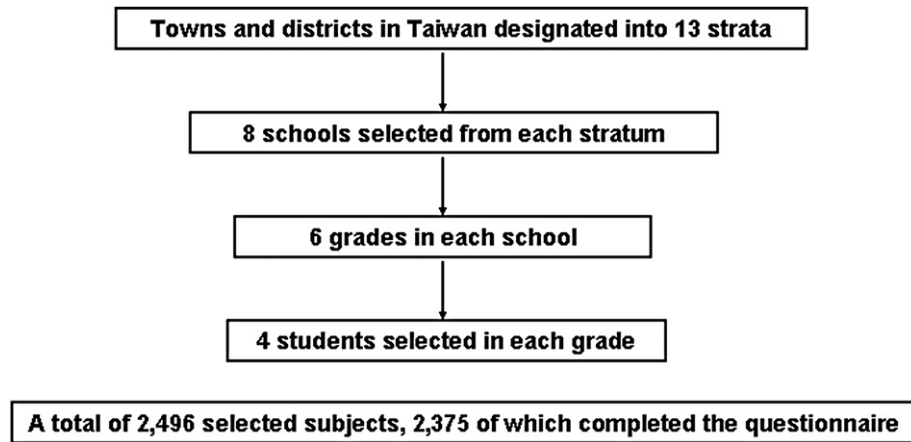 Towns and districts in Taiwan designated into 13 strata
8 schools selected from each stratum
6 grades in each school
4 students selected in each grade
A total of 2,496 selected subjects, 2,375 of which completed the questionnaire